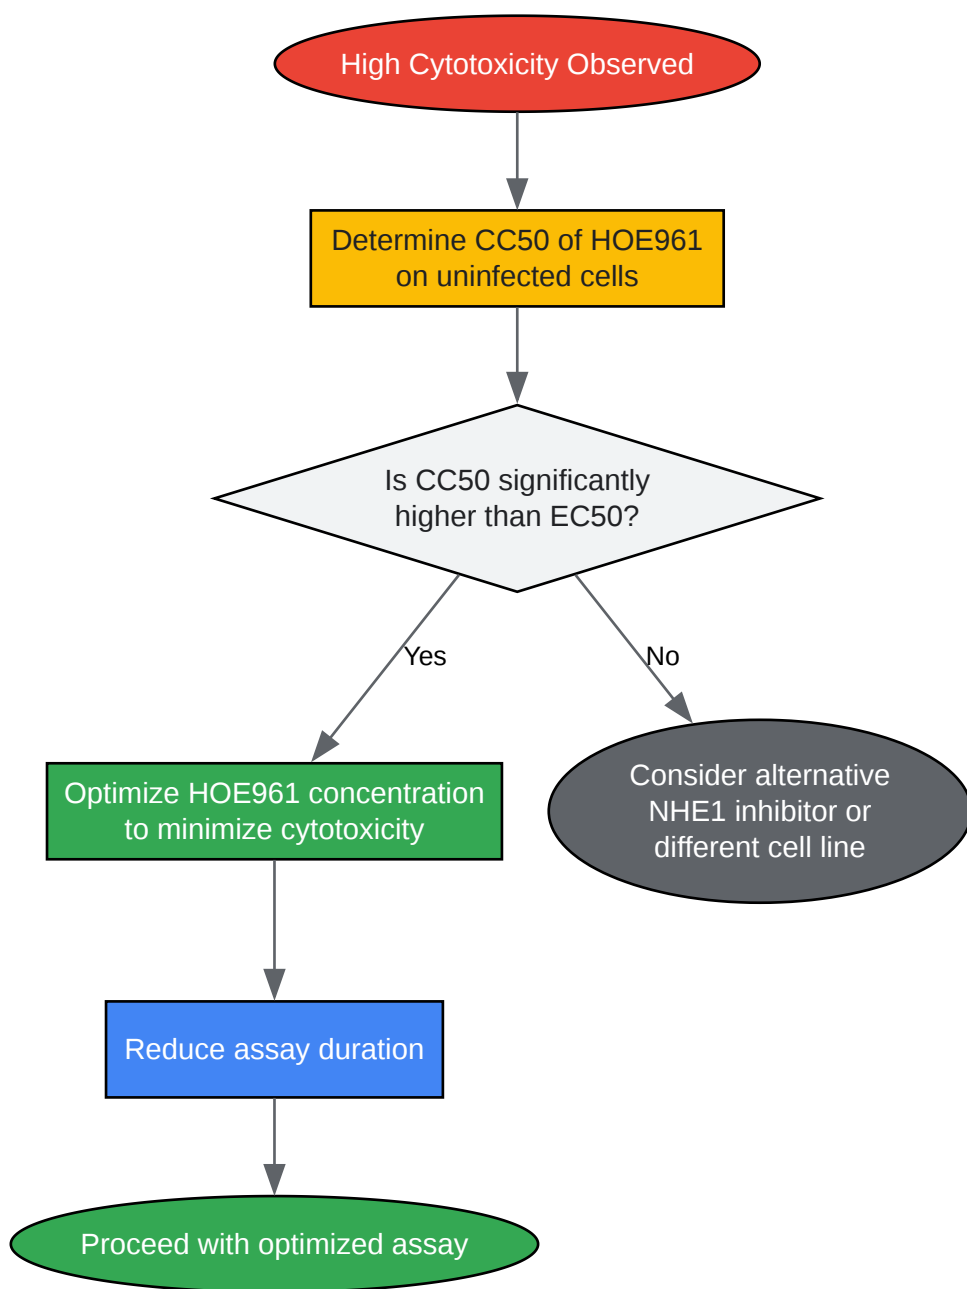 High Cytotoxicity Observed
Determine CC50 of HOE961
on uninfected cells
Is CC50 significantly
higher than EC50?
Yes
No
Optimize HOE961 concentration
to minimize cytotoxicity
Consider alternative
NHE1 inhibitor or
different cell line
Reduce assay duration
Proceed with optimized assay